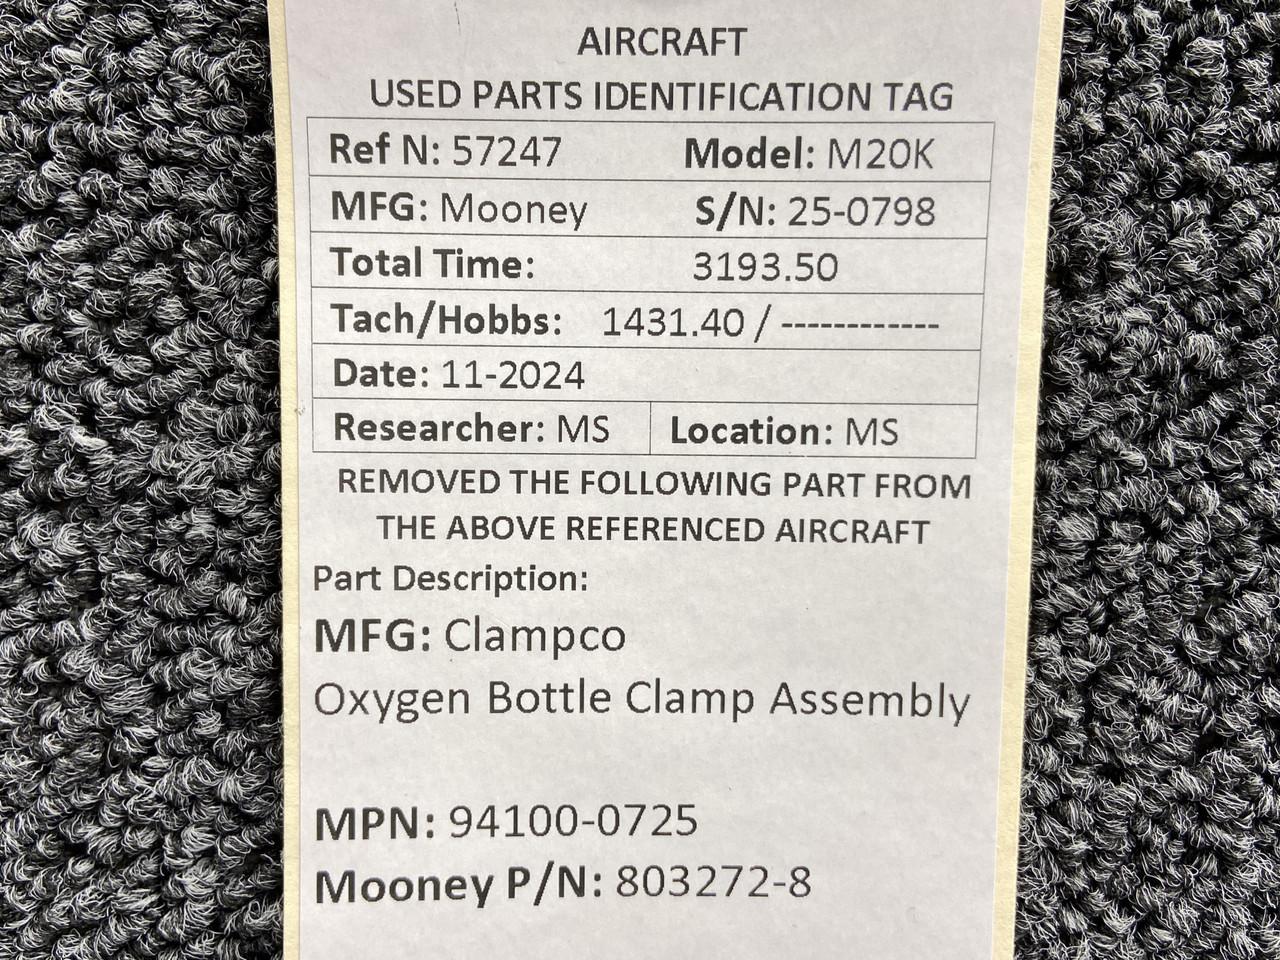 AIRCRAFT
USED PARTS IDENTIFICATION TAG
Ref N: 57247 Model: M20K
MFG: Mooney S/N: 25-0798
Total Time: 3193.50
Tach/Hobbs: 1431.40 / ------------
Date: 11-2024
Researcher: MS Location: MS
REMOVED THE FOLLOWING PART FROM
THE ABOVE REFERENCED AIRCRAFT
Part Description:
MFG: Clampco
Oxygen Bottle Clamp Assembly
MPN: 94100-0725
Mooney P/N: 803272-8